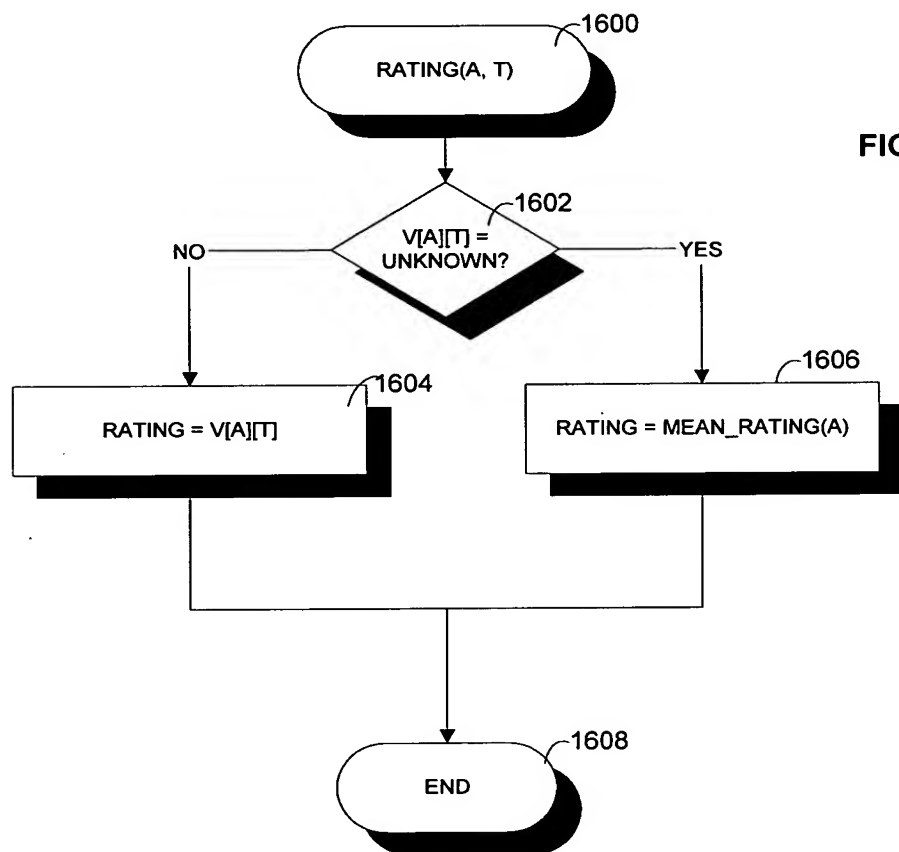 1600
RATING(A, T)
FIG
1602
V[A][T] =
UNKNOWN?
NO
YES
1604
RATING = V[A][T]
1606
RATING = MEAN_RATING(A)
1608
END